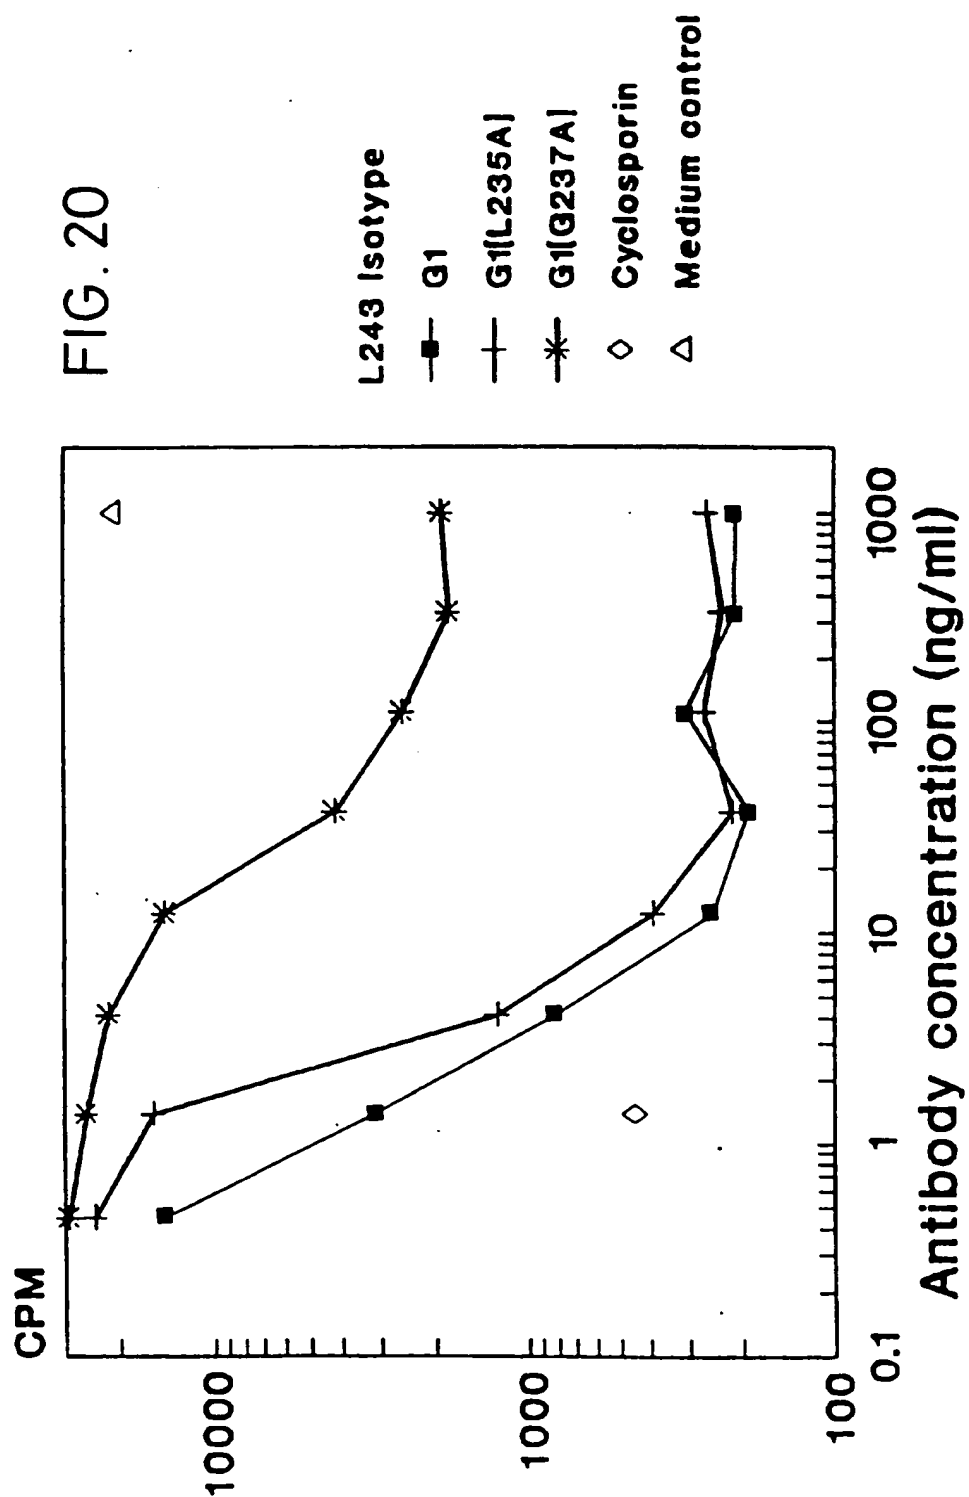 FIG. 20
CPM
10000
1000
100
0.1
1
10
100
1000
Antibody concentration (ng/ml)
L243 Isotype
G1
G1[L235A]
G1[G237A]
Cyclosporin
Medium control